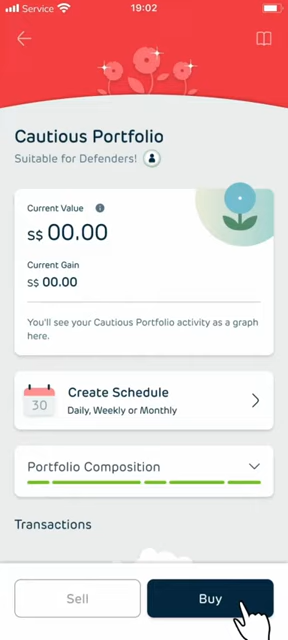 Service
19:02
Cautious Portfolio
Suitable for Defenders!
Current Value
S$ 00.00
Current Gain
S$ 00.00
You'll see your Cautious Portfolio activity as a graph
here.
30
Create Schedule
Daily, Weekly or Monthly
Portfolio Composition
Transactions
Sell
Buy